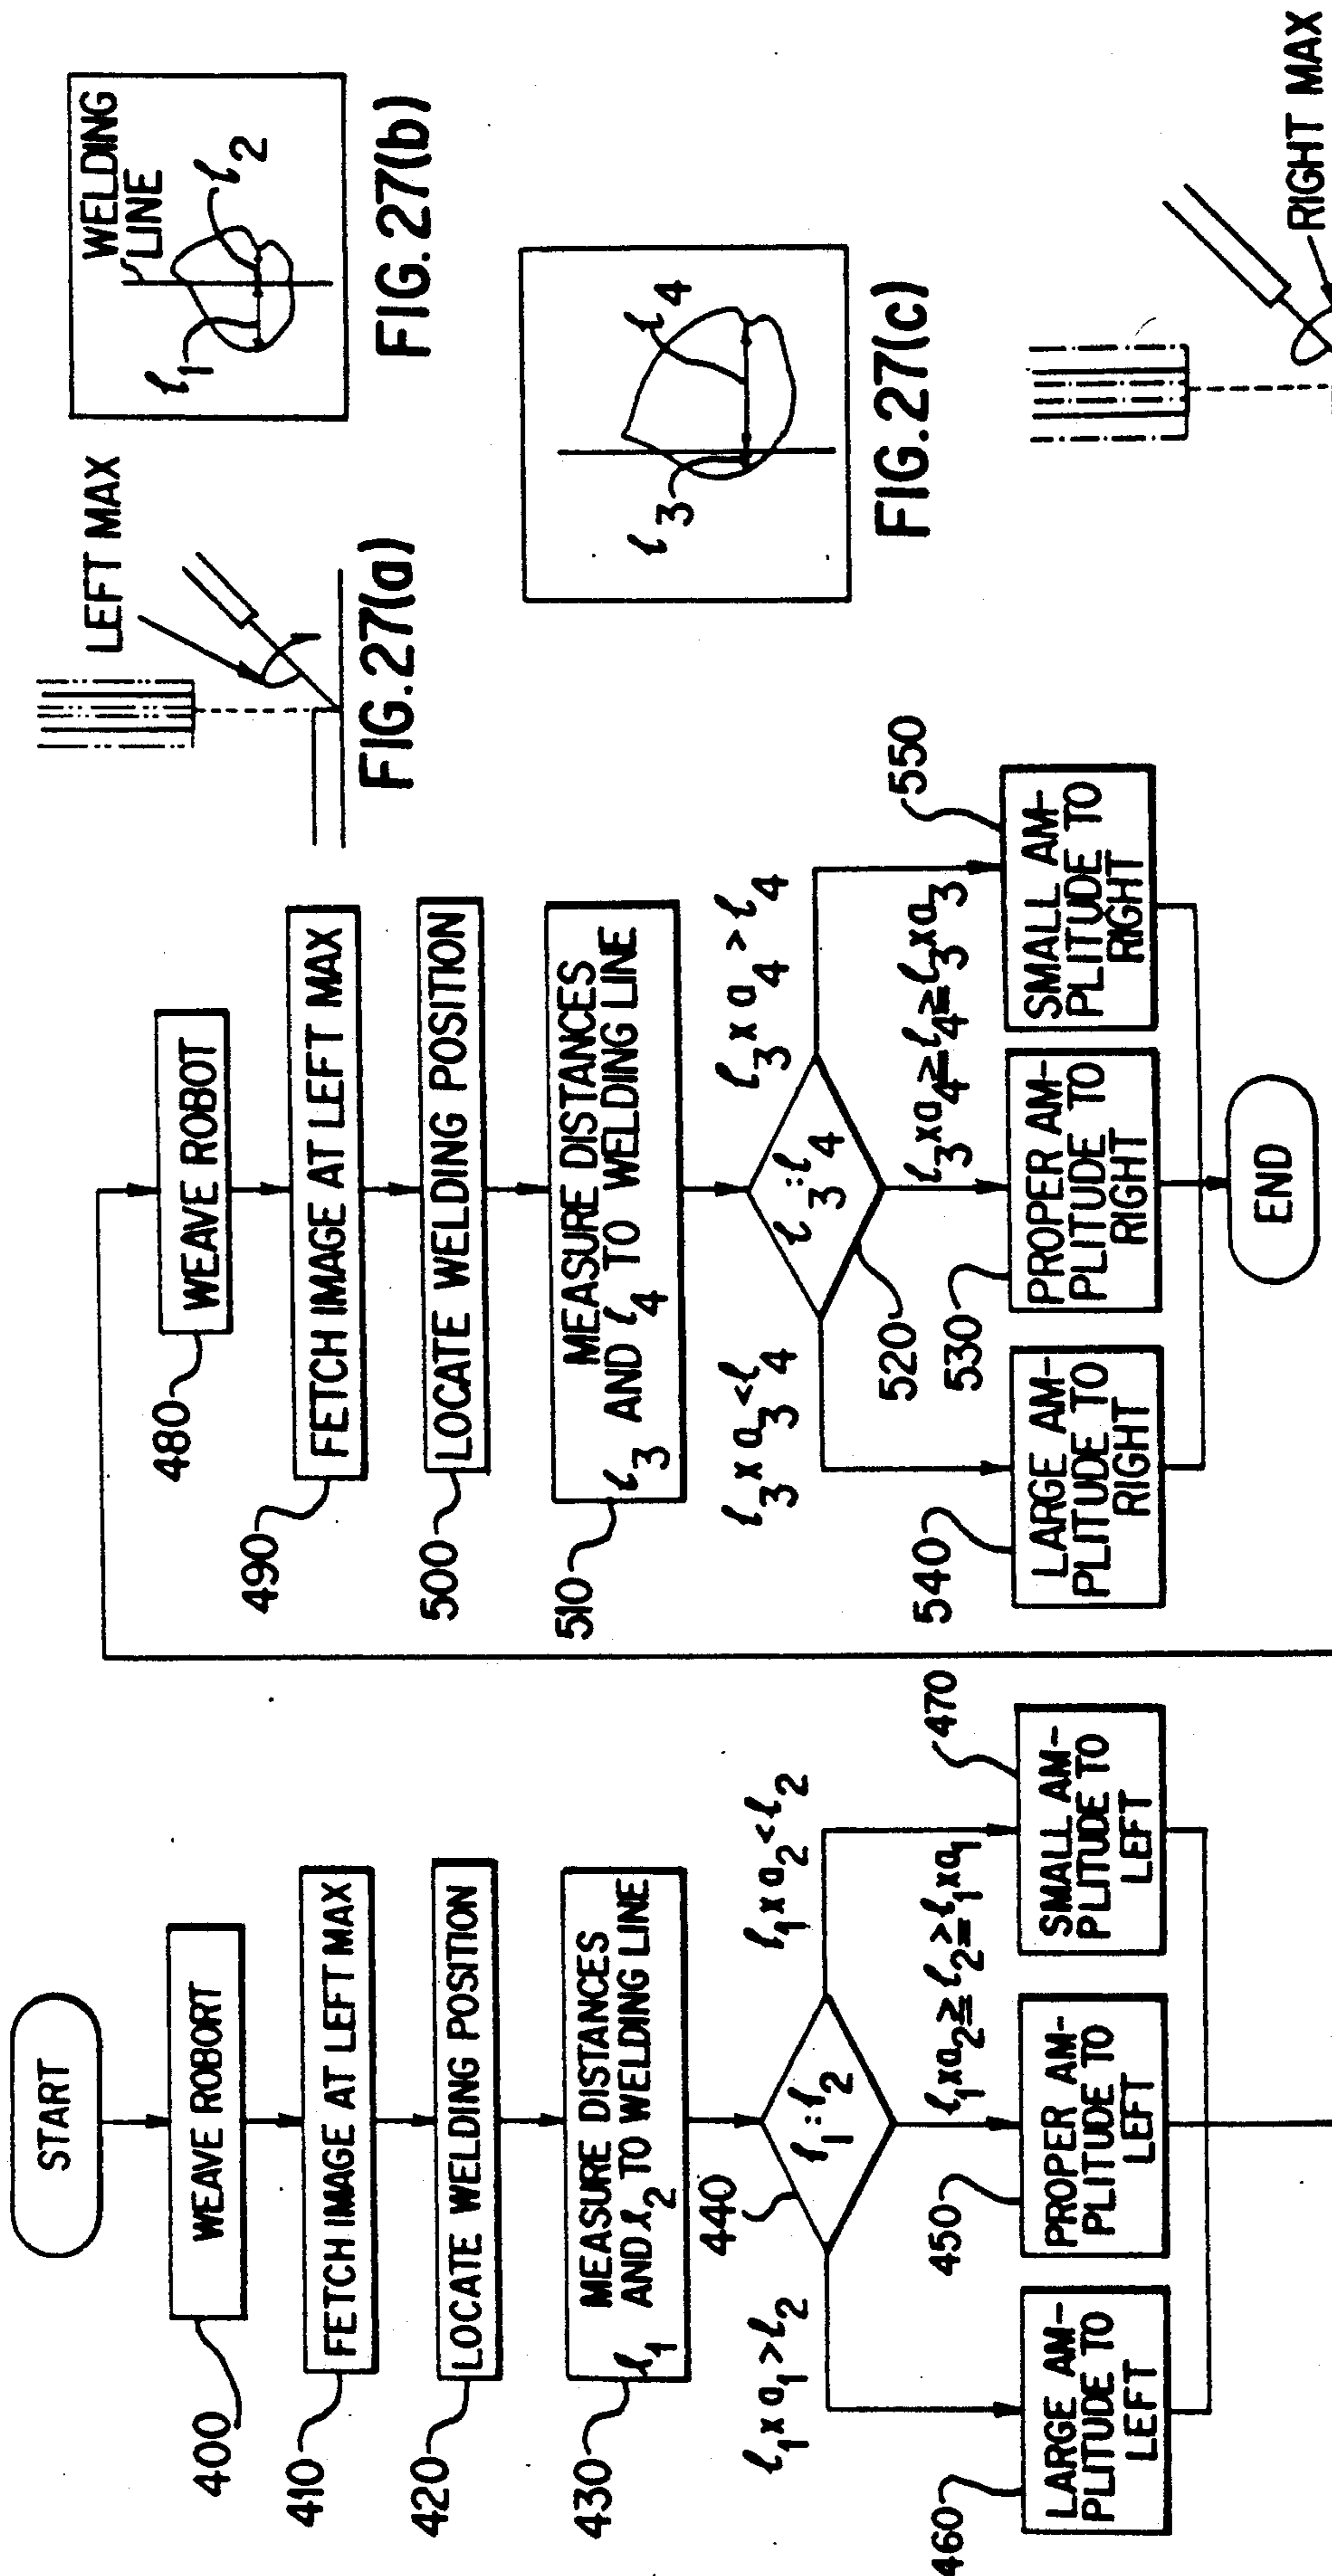 START
400
WEAVE ROBORT
410
FETCH IMAGE AT LEFT MAX
420
LOCATE WELDING POSITION
430
MEASURE DISTANCES
ℓ1 AND ℓ2 TO WELDING LINE
440
ℓ1:ℓ2
ℓ1 x a1 > ℓ2
ℓ1 x a2 < ℓ2
ℓ1 x a2 ≧ ℓ2 ≧ ℓ1 x a1
460
LARGE AM-
PLITUDE TO
LEFT
450
PROPER AM-
PLITUDE TO
LEFT
470
SMALL AM-
PLITUDE TO
LEFT
480
WEAVE ROBOT
490
FETCH IMAGE AT LEFT MAX
500
LOCATE WELDING POSITION
510
MEASURE DISTANCES
ℓ3 AND ℓ4 TO WELDING LINE
520
ℓ3:ℓ4
ℓ3 x a3 < ℓ4
ℓ3 x a4 > ℓ4
ℓ3 x a4 ≧ ℓ4 ≧ ℓ3 x a3
540
LARGE AM-
PLITUDE TO
RIGHT
530
PROPER AM-
PLITUDE TO
RIGHT
550
SMALL AM-
PLITUDE TO
RIGHT
END
LEFT MAX
FIG.27(a)
WELDING
LINE
ℓ1
ℓ2
FIG.27(b)
ℓ3
ℓ4
FIG.27(c)
RIGHT MAX